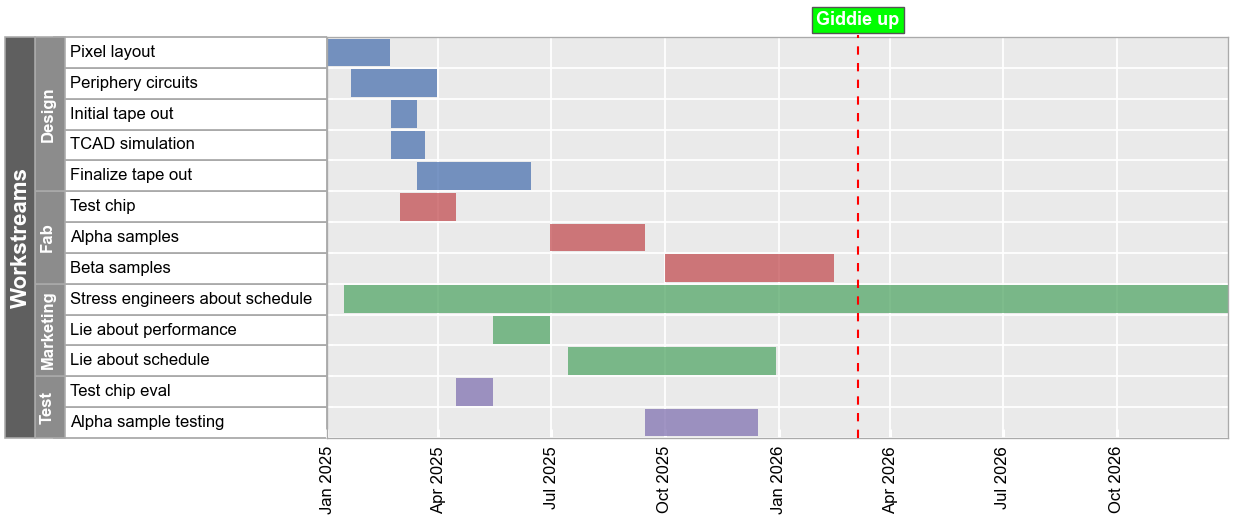 Giddie up
Workstreams
Design
Pixel layout
Periphery circuits
Initial tape out
TCAD simulation
Finalize tape out
Fab
Test chip
Alpha samples
Beta samples
Marketing
Stress engineers about schedule
Lie about performance
Lie about schedule
Test
Test chip eval
Alpha sample testing
Jan 2025
Apr 2025
Jul 2025
Oct 2025
Jan 2026
Apr 2026
Jul 2026
Oct 2026